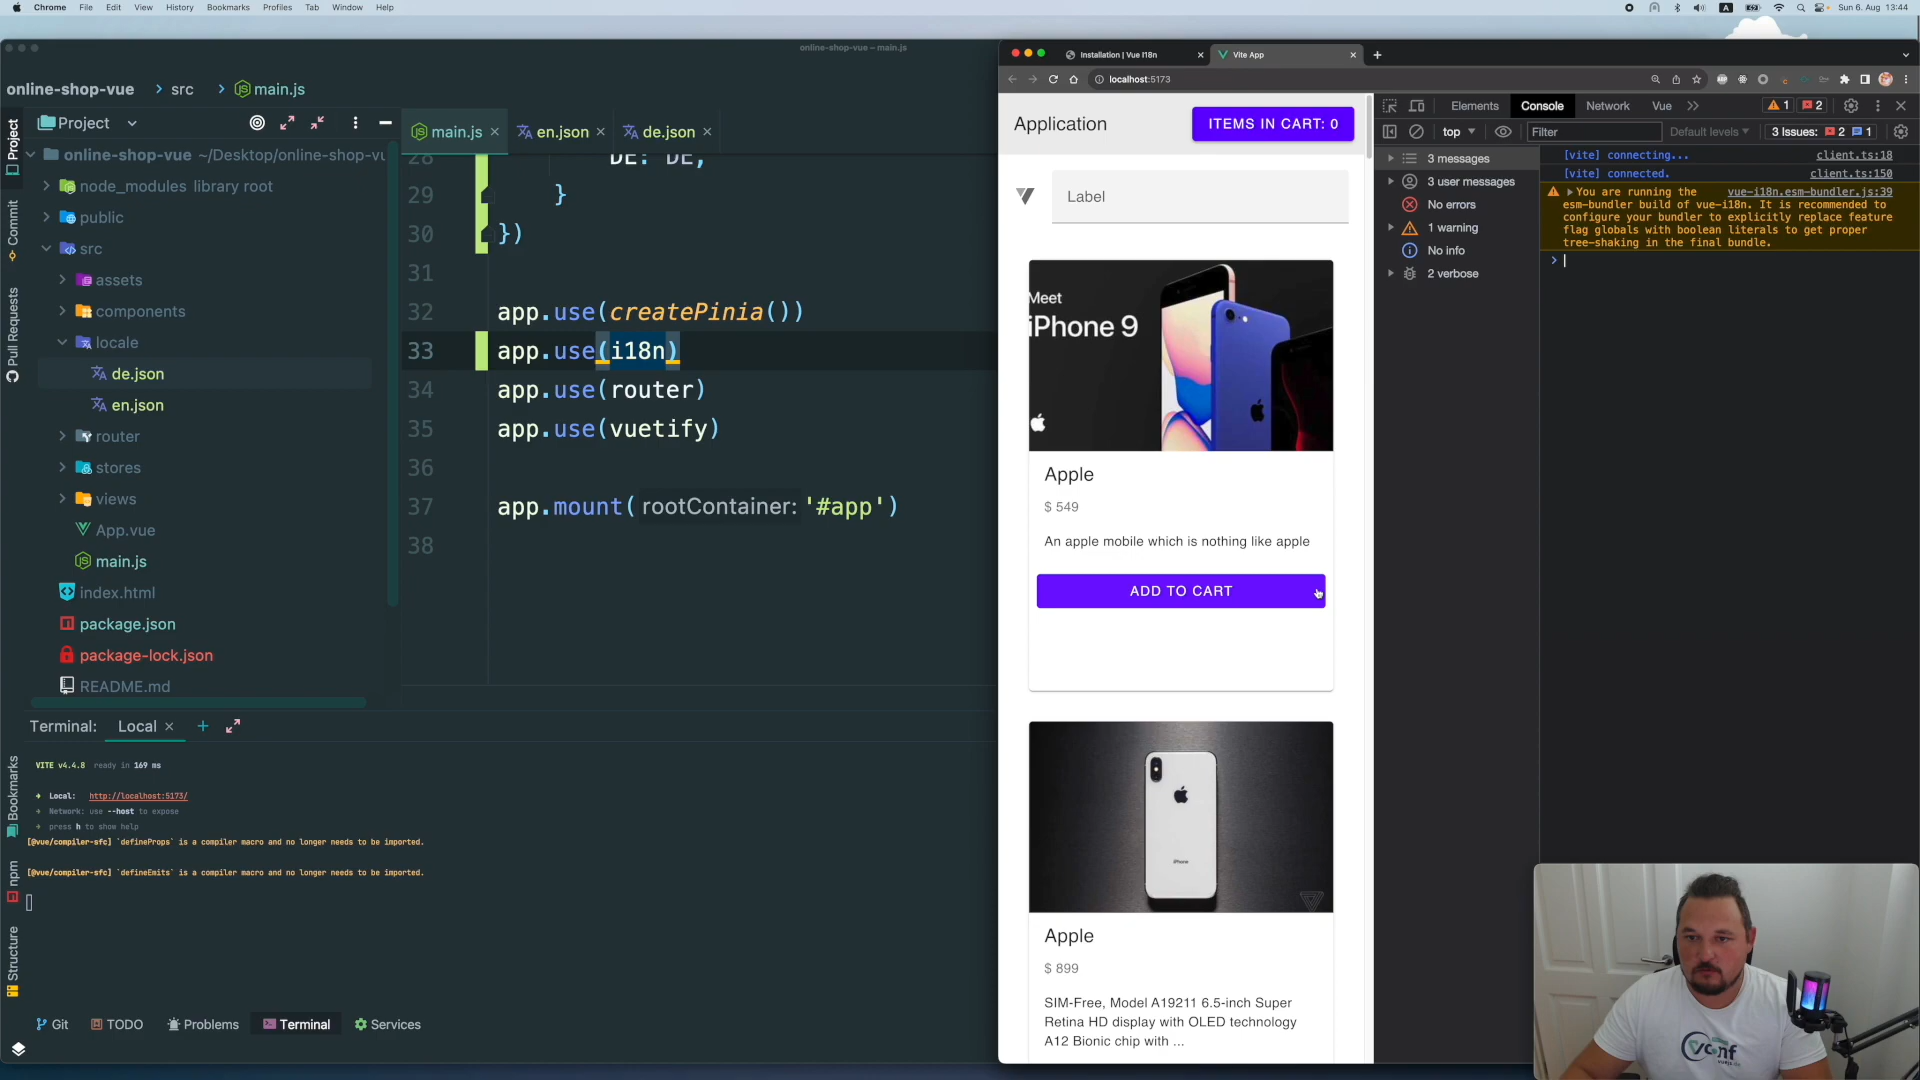 Chrome File Edit View History Bookmarks Profiles Tab Window Help
A
Sun 6. Aug 13:44
online-shop-vue – main.js
online-shop-vue > src > main.js
Project
main.js
en.json
de.json
online-shop-vue ~/Desktop/online-shop-vu
node_modules library root
public
src
assets
components
locale
de.json
en.json
router
stores
views
App.vue
main.js
index.html
package.json
package-lock.json
README.md
Project
Commit
Pull Requests
Bookmarks
npm
Structure
28 DE: DE,
29 }
30 })
31
32 app.use(createPinia())
33 app.use(i18n)
34 app.use(router)
35 app.use(vuetify)
36
37 app.mount( rootContainer: '#app')
38
Terminal: Local
VITE v4.4.8 ready in 169 ms
→ Local: http://localhost:5173/
→ Network: use --host to expose
→ press h to show help
[@vue/compiler-sfc] `defineProps` is a compiler macro and no longer needs to be imported.
[@vue/compiler-sfc] `defineEmits` is a compiler macro and no longer needs to be imported.
Git TODO Problems Terminal Services
Installation | Vue I18n
Vite App
localhost:5173
Application
ITEMS IN CART: 0
Label
Meet
iPhone 9
Apple
$ 549
An apple mobile which is nothing like apple
ADD TO CART
iPhone
Apple
$ 899
SIM-Free, Model A19211 6.5-inch Super
Retina HD display with OLED technology
A12 Bionic chip with ...
Elements Console Network Vue
1
2
top
Filter
Default levels
3 Issues: 2 1
3 messages
3 user messages
No errors
1 warning
No info
2 verbose
[vite] connecting... client.ts:18
[vite] connected. client.ts:150
You are running the vue-i18n.esm-bundler.js:39
esm-bundler build of vue-i18n. It is recommended to
configure your bundler to explicitly replace feature
flag globals with boolean literals to get proper
tree-shaking in the final bundle.